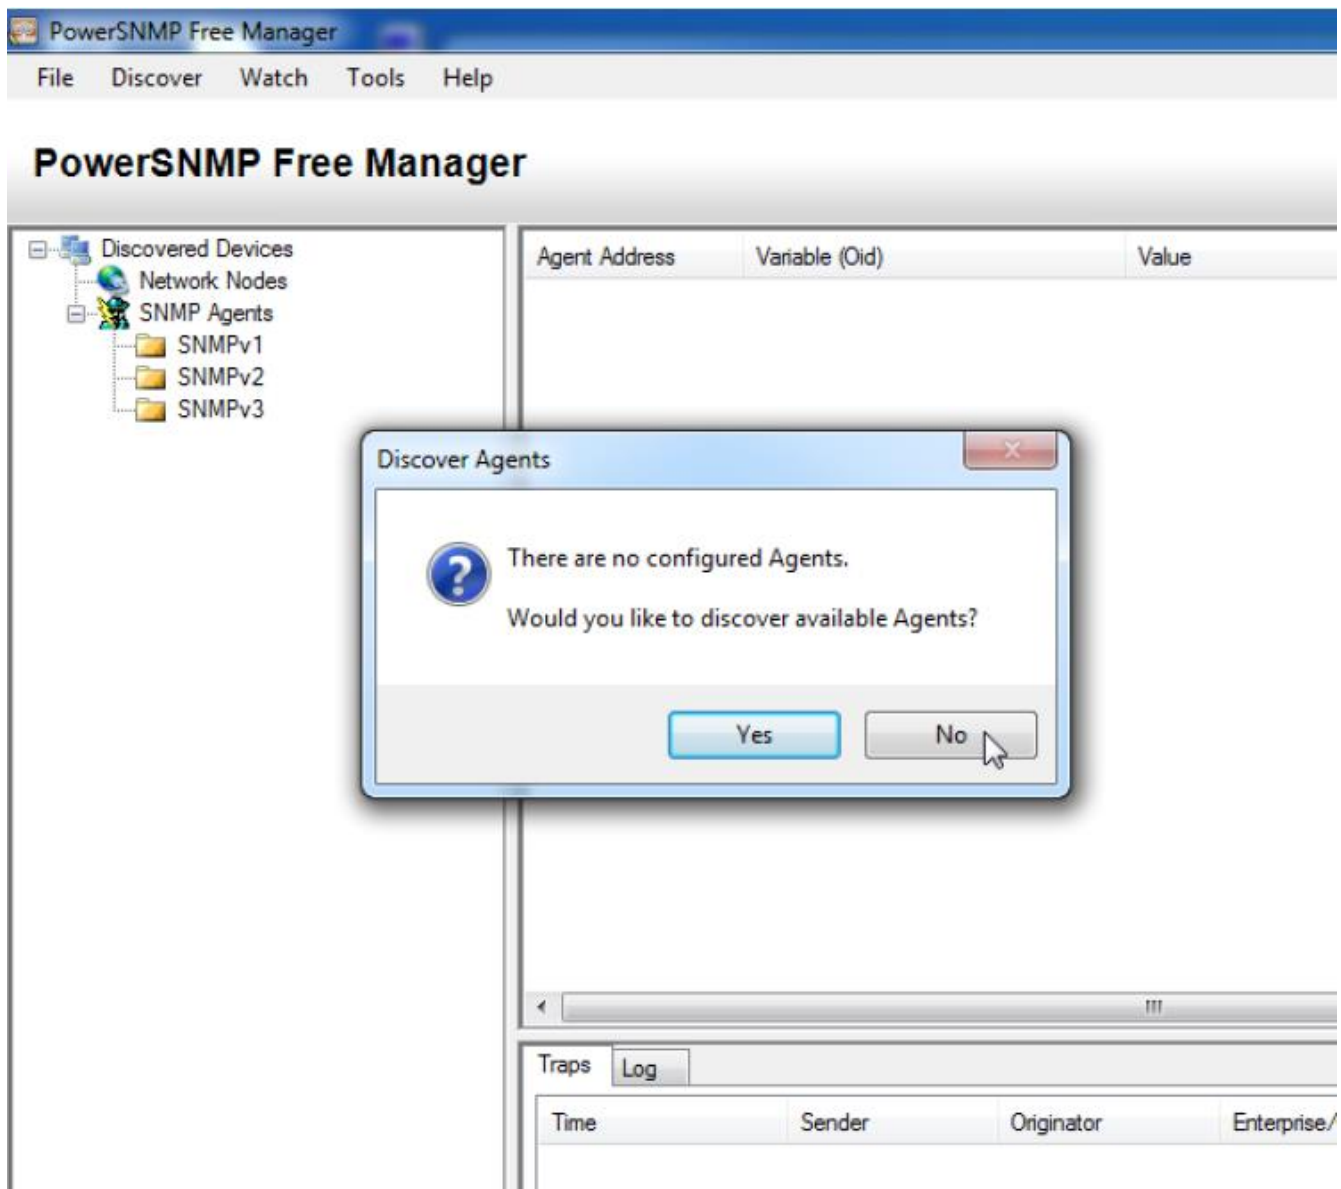 PowerSNMP Free Manager
File Discover Watch Tools Help
PowerSNMP Free Manager
Discovered Devices
Network Nodes
SNMP Agents
SNMPv1
SNMPv2
SNMPv3
Agent Address Variable (Oid) Value
Discover Agents
There are no configured Agents.
Would you like to discover available Agents?
Yes No
Traps Log
Time Sender Originator Enterprise/